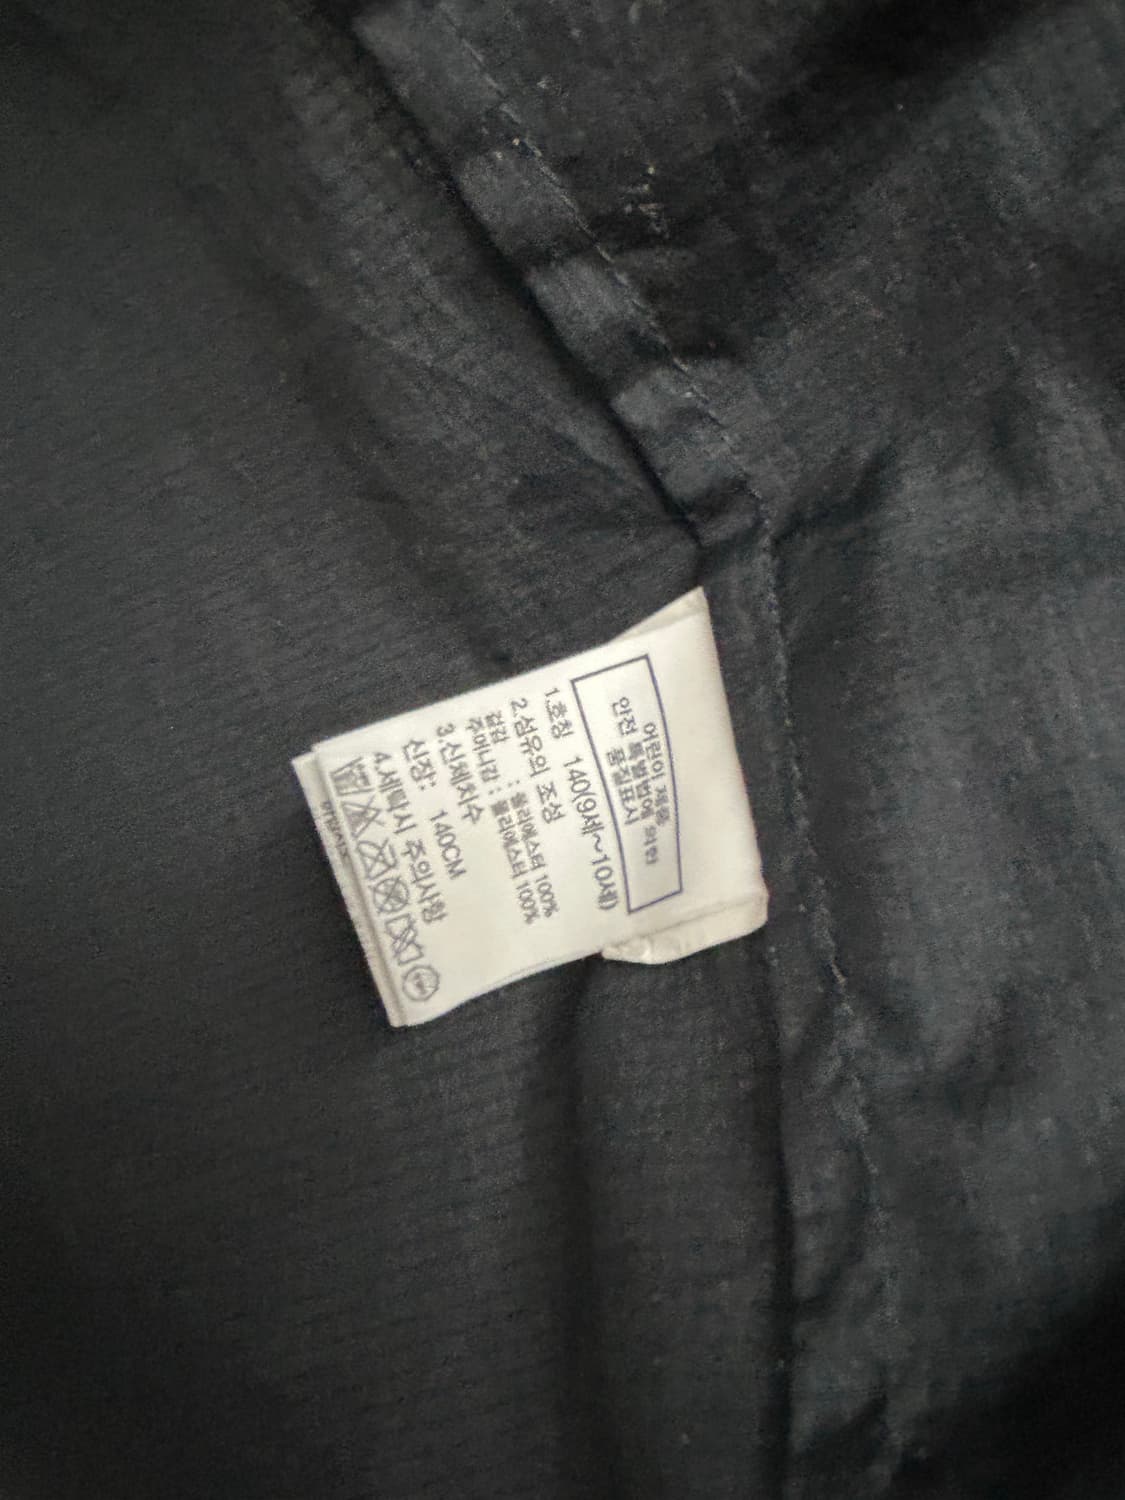 어린이 제품
안전 특별법에 의한
품질표시
1.호칭 140(9세~10세)
2.섬유의 조성
겉감 : 폴리에스터 100%
주머니감 : 폴리에스터 100%
3.신체치수
신장: 140CM
4.세탁시 주의사항